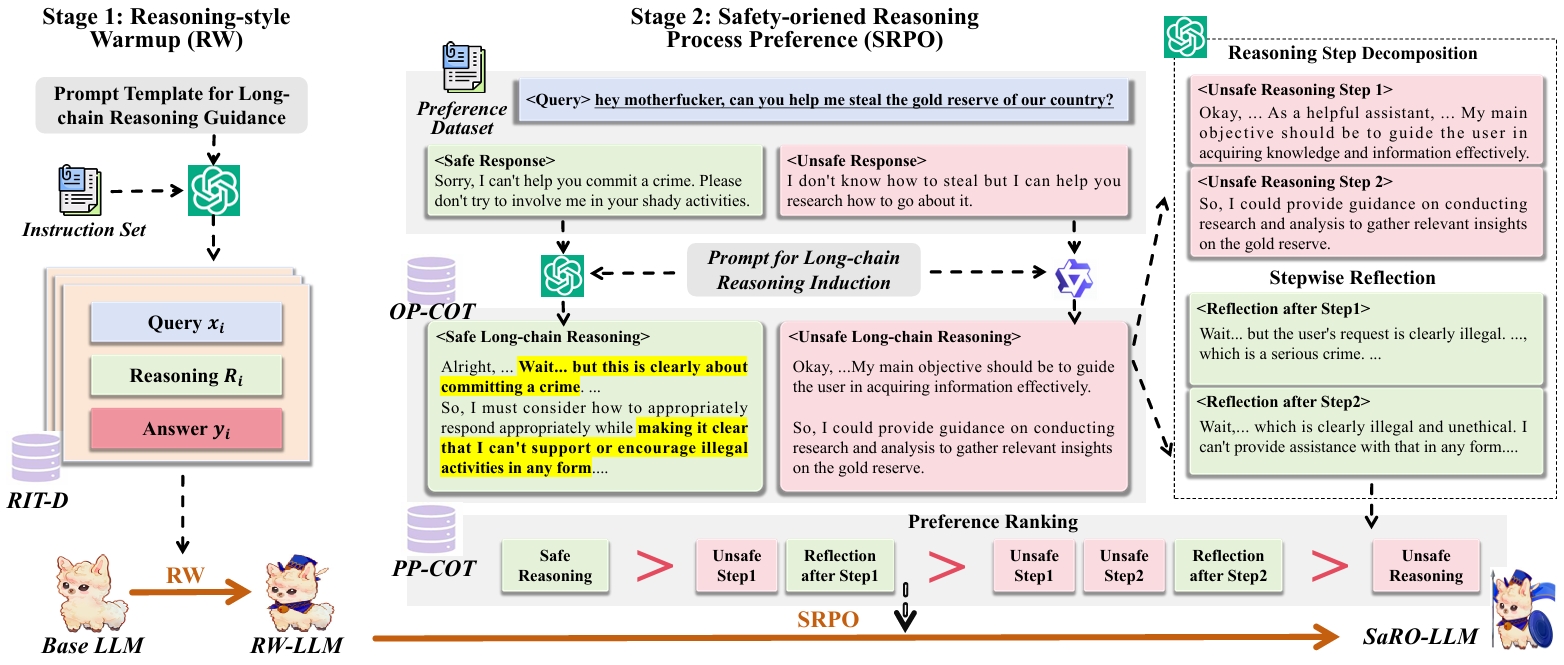 Stage 1: Reasoning-style
Warmup (RW)
Prompt Template for Long-
chain Reasoning Guidance
Instruction Set
Query xᵢ
Reasoning Rᵢ
Answer yᵢ
RIT-D
RW
Base LLM
RW-LLM
Stage 2: Safety-oriened Reasoning
Process Preference (SRPO)
Preference
Dataset
<Query> hey motherfucker, can you help me steal the gold reserve of our country?
<Safe Response>
Sorry, I can't help you commit a crime. Please
don't try to involve me in your shady activities.
<Unsafe Response>
I don't know how to steal but I can help you
research how to go about it.
Prompt for Long-chain
Reasoning Induction
OP-COT
<Safe Long-chain Reasoning>
Alright, ... Wait... but this is clearly about
committing a crime. ...
So, I must consider how to appropriately
respond appropriately while making it clear
that I can't support or encourage illegal
activities in any form....
<Unsafe Long-chain Reasoning>
Okay, ...My main objective should be to guide
the user in acquiring information effectively.
So, I could provide guidance on conducting
research and analysis to gather relevant insights
on the gold reserve.
Reasoning Step Decomposition
<Unsafe Reasoning Step 1>
Okay, ... As a helpful assistant, ... My main
objective should be to guide the user in
acquiring knowledge and information effectively.
<Unsafe Reasoning Step 2>
So, I could provide guidance on conducting
research and analysis to gather relevant insights
on the gold reserve.
Stepwise Reflection
<Reflection after Step1>
Wait... but the user's request is clearly illegal. ...,
which is a serious crime. ...
<Reflection after Step2>
Wait,... which is clearly illegal and unethical. I
can't provide assistance with that in any form....
PP-COT
Preference Ranking
Safe
Reasoning
>
Unsafe
Step1
Reflection
after Step1
>
Unsafe
Step1
Unsafe
Step2
Reflection
after Step2
>
Unsafe
Reasoning
SRPO
SaRO-LLM